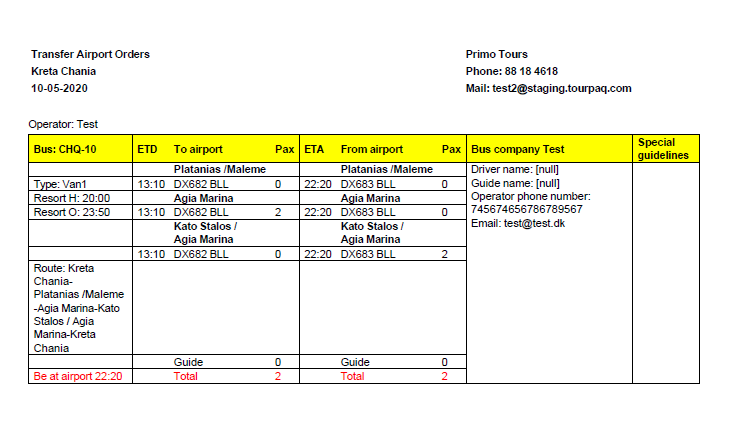 Transfer Airport Orders
Primo Tours
Kreta Chania
Phone: 88 18 4618
10-05-2020
Mail: test2@staging.tourpaq.com
Operator: Test
Bus: CHQ-10 ETD To airport Pax ETA From airport Pax Bus company Test Special guidelines
Platanias /Maleme Platanias /Maleme Driver name: [null]
Type: Van1 13:10 DX682 BLL 0 22:20 DX683 BLL 0 Guide name: [null]
Resort H: 20:00 Agia Marina Agia Marina Operator phone number:
Resort O: 23:50 13:10 DX682 BLL 2 22:20 DX683 BLL 0 745674656786789567
Kato Stalos / Kato Stalos / Email: test@test.dk
Agia Marina Agia Marina
13:10 DX682 BLL 0 22:20 DX683 BLL 2
Route: Kreta
Chania-
Platanias /Maleme
-Agia Marina-Kato
Stalos / Agia
Marina-Kreta
Chania
Guide 0 Guide 0
Be at airport 22:20 Total 2 Total 2